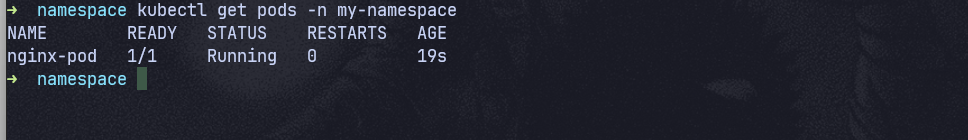 ➜  namespace kubectl get pods -n my-namespace
NAME        READY   STATUS    RESTARTS   AGE
nginx-pod   1/1     Running   0          19s
➜  namespace